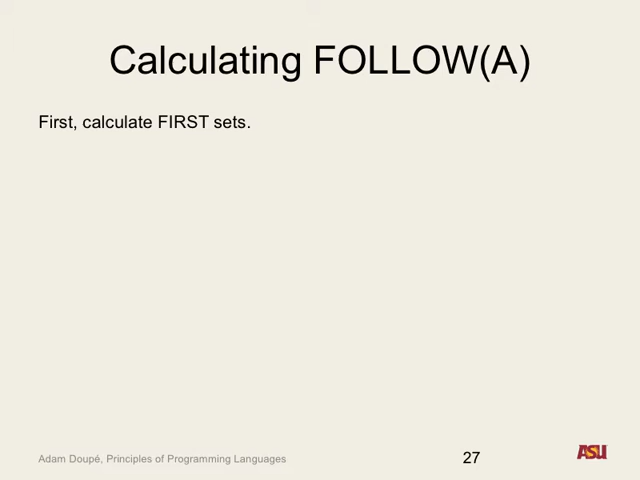 Calculating FOLLOW(A)
First, calculate FIRST sets.
Adam Doupé, Principles of Programming Languages
27
ASU